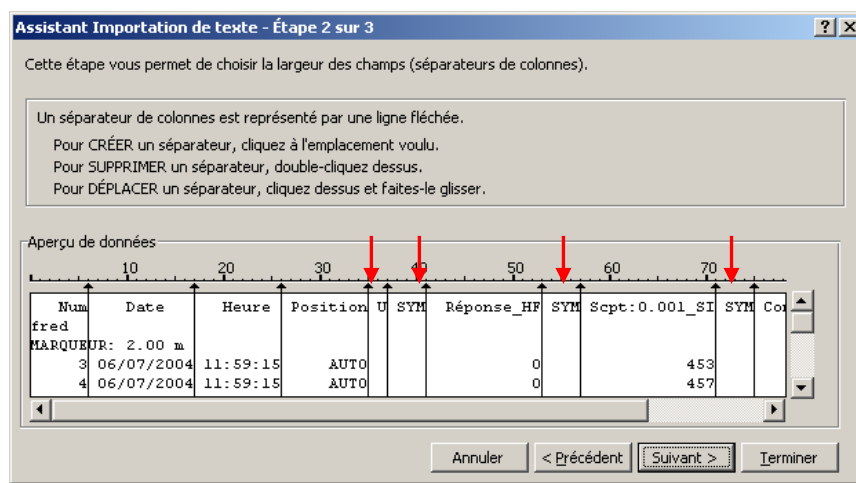 Assistant Importation de texte - Étape 2 sur 3
Cette étape vous permet de choisir la largeur des champs (séparateurs de colonnes).
Un séparateur de colonnes est représenté par une ligne fléchée.
Pour CRÉER un séparateur, cliquez à l'emplacement voulu.
Pour SUPPRIMER un séparateur, double-cliquez dessus.
Pour DÉPLACER un séparateur, cliquez dessus et faites-le glisser.
Aperçu de données
10 20 30 40 50 60 70
Num Date Heure Position U SYM Réponse_HF SYM Scpt:0.001_SI SYM Con
fred
MARQUEUR: 2.00 m
3 06/07/2004 11:59:15 AUTO 0 453
4 06/07/2004 11:59:15 AUTO 0 457
Annuler < Précédent Suivant > Terminer